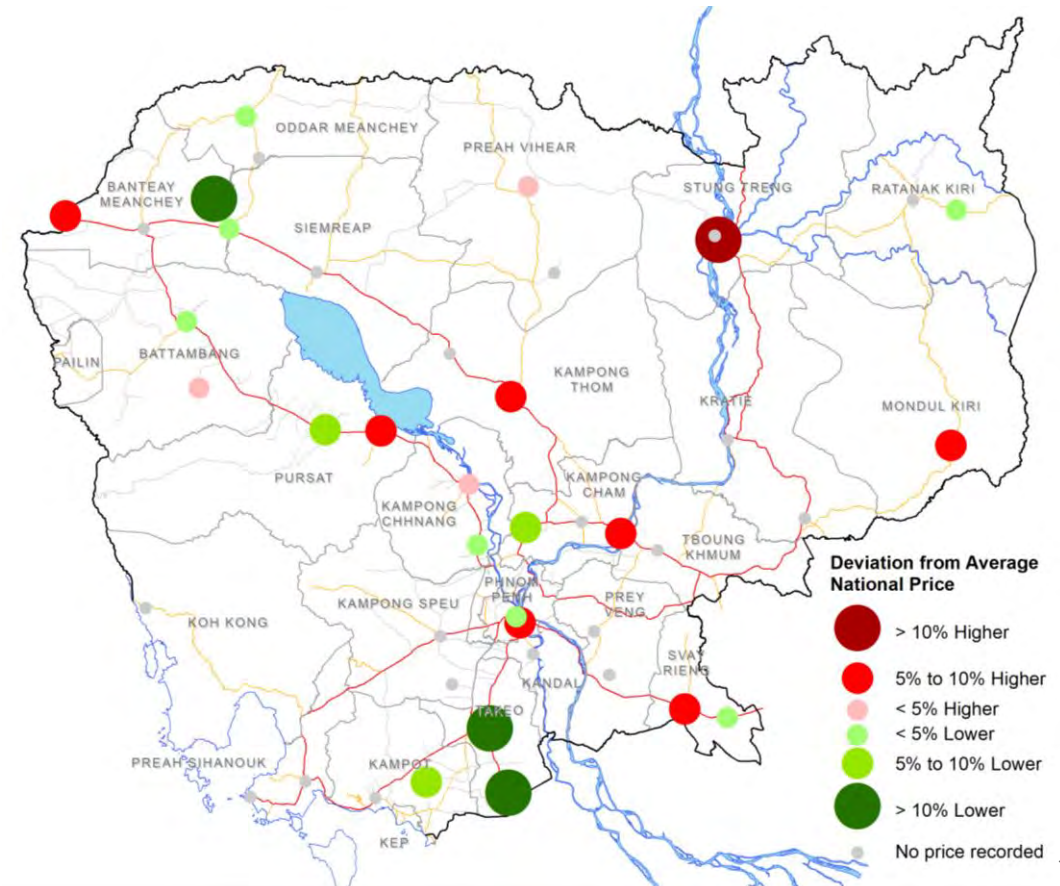 ODDAR MEANCHEY
PREAH VIHEAR
BANTEAY
MEANCHEY
STUNG TRENG
RATANAK KIRI
SIEMREAP
BATTAMBANG
PAILIN
KAMPONG
THOM
KRATIE
MONDUL KIRI
PURSAT
KAMPONG
CHHNANG
KAMPONG
CHAM
TBOUNG
KHMUM
PHNOM
PENH
KAMPONG SPEU
PREY
VENG
KOH KONG
SVAY
RIENG
KANDAL
TAKEO
PREAH SIHANOUK
KAMPOT
KEP
Deviation from Average
National Price
> 10% Higher
5% to 10% Higher
< 5% Higher
< 5% Lower
5% to 10% Lower
> 10% Lower
No price recorded